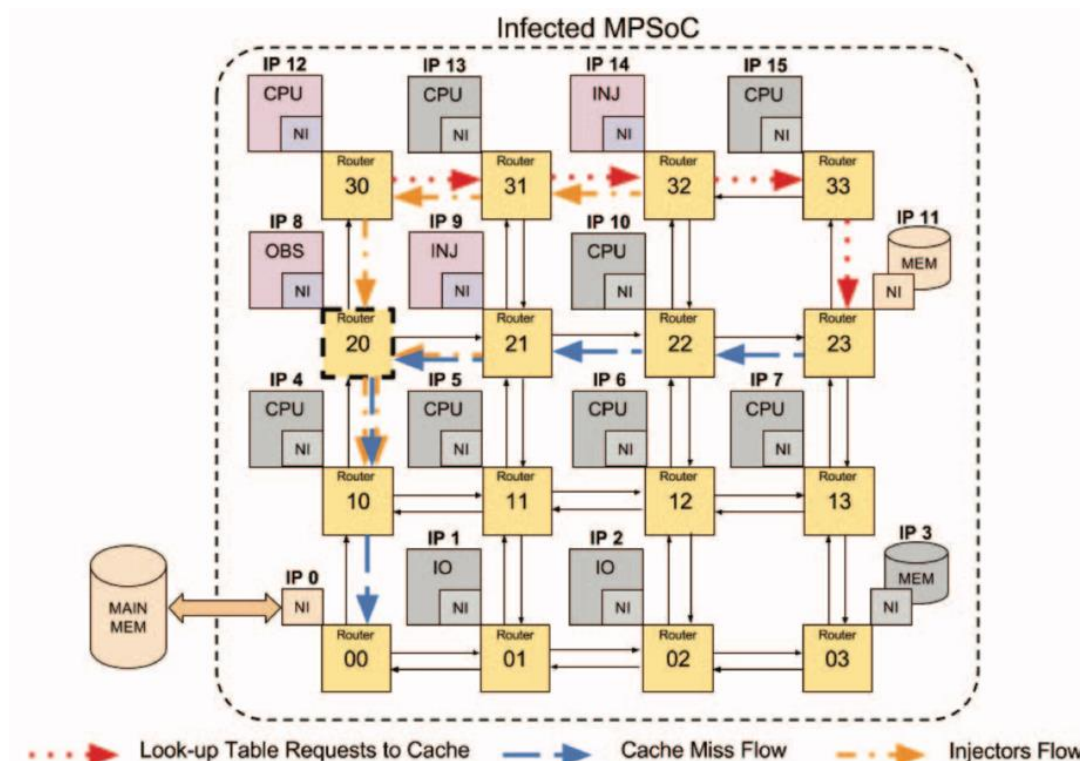 Infected MPSoC
IP 12 IP 13 IP 14 IP 15
CPU CPU INJ CPU
NI NI NI NI
Router Router Router Router
30 31 32 33
IP 8 IP 9 IP 10 IP 11
OBS INJ CPU MEM
NI NI NI NI
Router Router Router Router
20 21 22 23
IP 4 IP 5 IP 6 IP 7
CPU CPU CPU CPU
NI NI NI NI
Router Router Router Router
10 11 12 13
IP 1 IP 2 IP 3
IO IO MEM
IP 0
MAIN
MEM
NI NI NI NI
Router Router Router Router
00 01 02 03
Look-up Table Requests to Cache Cache Miss Flow Injectors Flow